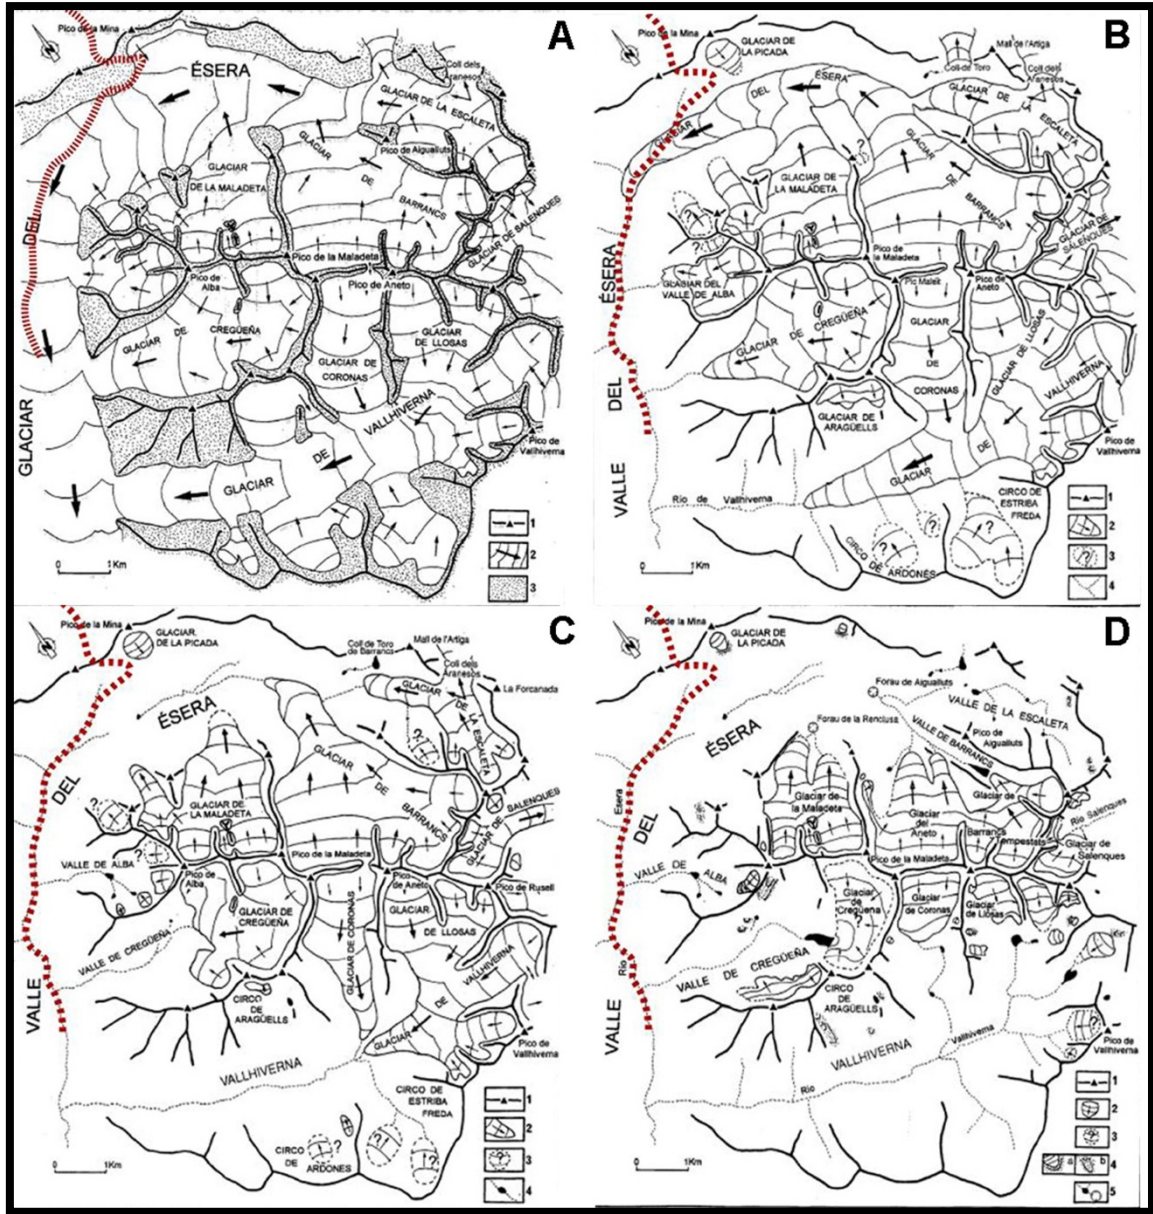 A
Pico de la Mina
ÉSERA
Coll dels
Aranesos
GLACIAR DE LA ESCALETA
Pico de Aigualluts
GLACIAR
DE LA MALADETA
GLACIAR
DE
BARRANCS
GLACIAR DE SALENQUES
Pico de la Maladeta
Pico de
Alba
Pico de Aneto
GLACIAR
DE
CREGÜEÑA
GLACIAR
DE LLOSAS
GLACIAR DE
CORONAS
VALLHIVERNA
DE
GLACIAR
Pico de
Vallhiverna
GLACIAR
DEL
1
2
3
0 1 Km
B
Pico de la Mina
GLACIAR DE
LA PICADA
Mall de l'Artiga
Coll de Toro
Coll dels
Aranesos
GLACIAR
DEL
ÉSERA
GLACIAR DE LA
ESCALETA
GLACIAR DE
LA MALADETA
GLACIAR
DE
BARRANCS
GLACIAR DE
SALENQUES
Pico de
la Maladeta
GLACIAR DEL
VALLE DE ALBA
Pico de
Aneto
GLACIAR DE CREGÜEÑA
GLACIAR
DE
CORONAS
GLACIAR DE LLOSAS
VALLHIVERNA
GLACIAR DE
ARAGÜELLS
DE
GLACIAR
Pico de
Vallhiverna
Río de Vallhiverna
CIRCO DE
ESTRIBA
FREDA
CIRCO
DE ARDONÉS
VALLE DEL ÉSERA
? ? ? ? ? ?
1
2
3
4
0 1 Km
C
Pico de la Mina
GLACIAR
DE LA PICADA
Coll de Toro
de Barrancs
Mall de l'Artiga
Coll dels
Aranesos
La Forcanada
ÉSERA
GLACIAR
DE LA
ESCALETA
GLACIAR
DE
BARRANCS
GLACIAR DE
LA MALADETA
GLACIAR DE
SALENQUES
VALLE DE ALBA
Pico de la Maladeta
Pico de
Alba
Pico
de Aneto
Pico de Rusell
GLACIAR DE
CREGÜEÑA
GLACIAR DE CORONAS
GLACIAR
DE LLOSAS
VALLE DE CREGÜEÑA
CIRCO
DE
ARAGÜELLS
VALLHIVERNA
DE
GLACIAR
Pico de
Vallhiverna
VALLHIVERNA
CIRCO DE
ESTRIBA
FREDA
CIRCO
DE ARDONES
VALLE
DEL
? ? ? ? ? ?
1
2
3
4
0 1Km
D
Pico de la Mina
GLACIAR DE
LA PICADA
Forau de Aigualluts
Forau de la Renclusa
VALLE DE LA ESCALETA
VALLE DE BARRANCS
Pico de
Aigualluts
ÉSERA
Glaciar de
la Maladeta
Glaciar
del
Aneto
Glaciar de
Barrancs
Tempestats
Río Salenques
Glaciar de
Salenques
Pico de la Maladeta
VALLE DE
ALBA
Glaciar
de
Cregüeña
Glaciar
de Coronas
Glaciar
de Llosas
VALLE DE CREGÜEÑA
CIRCO
DE
ARAGÜELLS
VALLHIVERNA
Vallhiverna
Río
Pico de
Vallhiverna
Río Esera
VALLE
DEL
?
1
2
3
4
a b
5
0 1Km